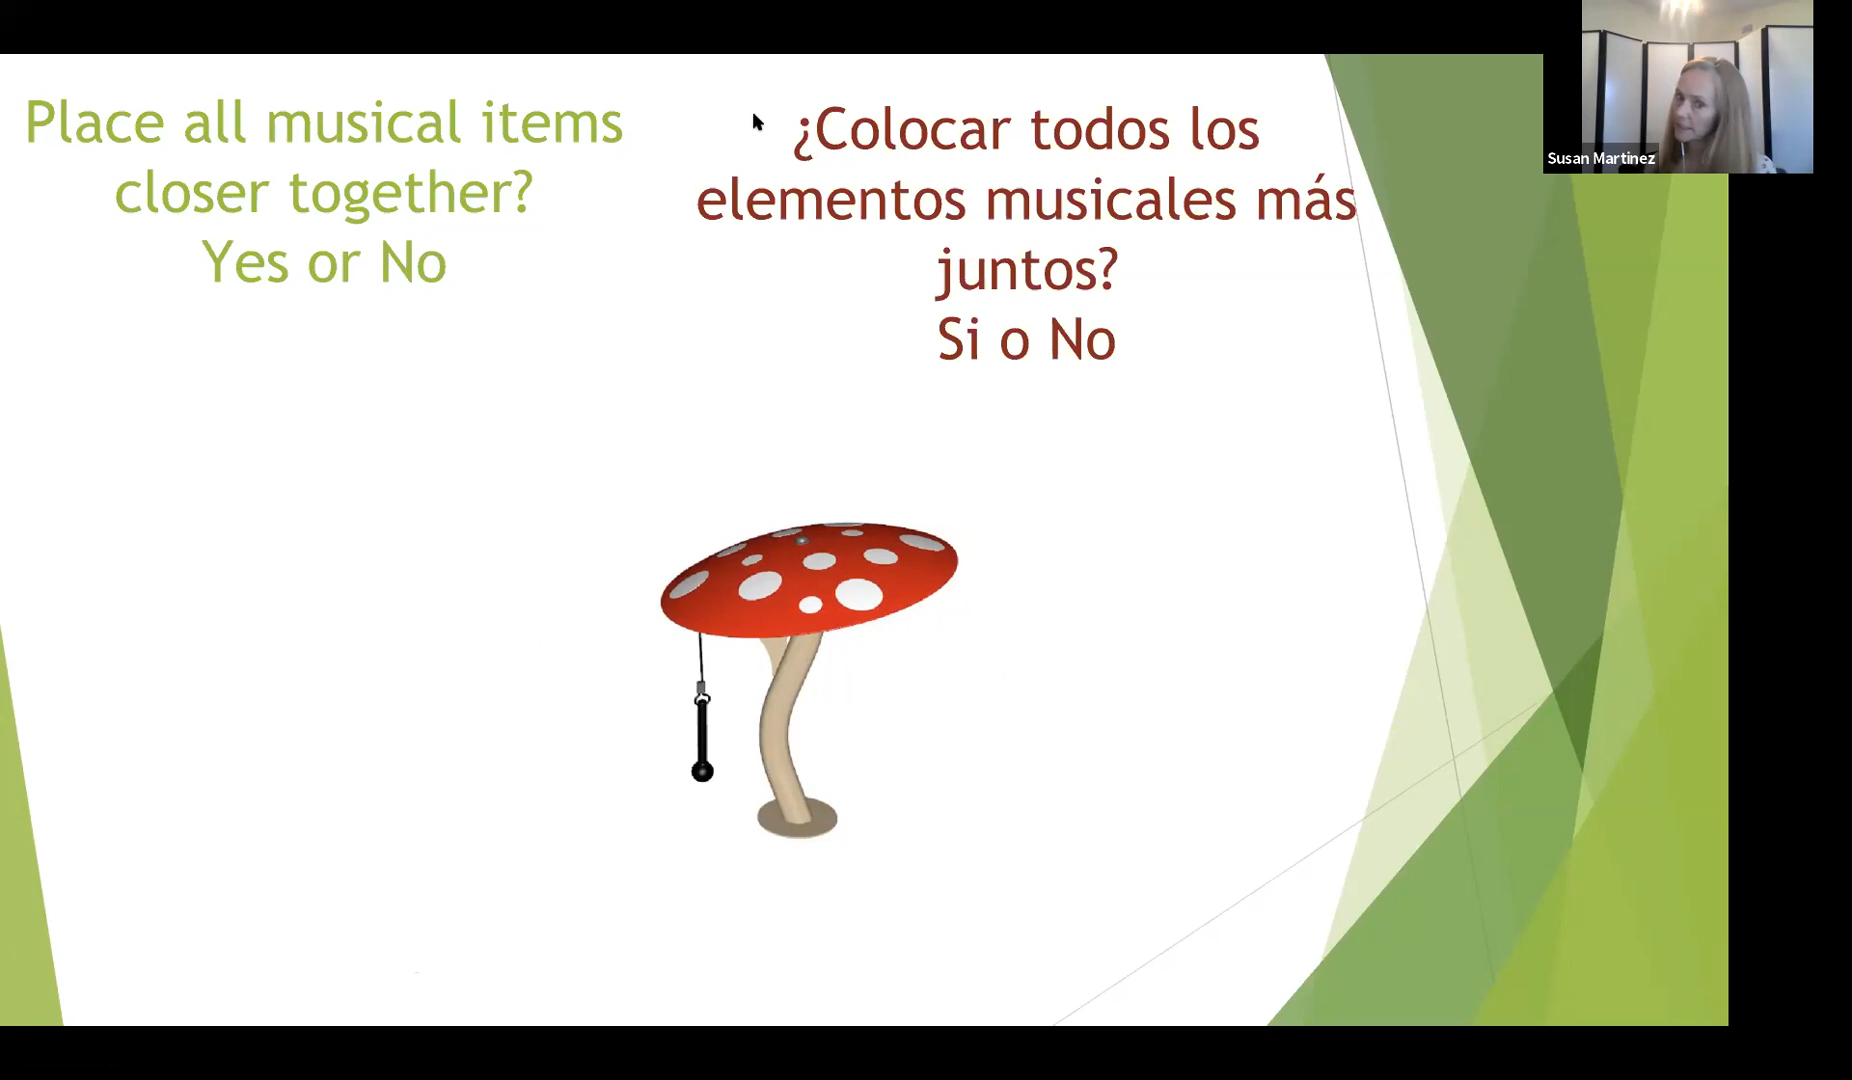 Place all musical items
closer together?
Yes or No
¿Colocar todos los
elementos musicales más
juntos?
Si o No
Susan Martinez